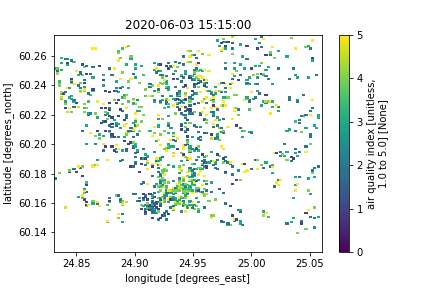 2020-06-03 15:15:00
60.26
60.24
60.22
60.20
60.18
60.16
60.14
latitude [degrees_north]
24.85 24.90 24.95 25.00 25.05
longitude [degrees_east]
5
4
3
2
1
0
air quality index [unitless,
1.0 to 5.0] [None]